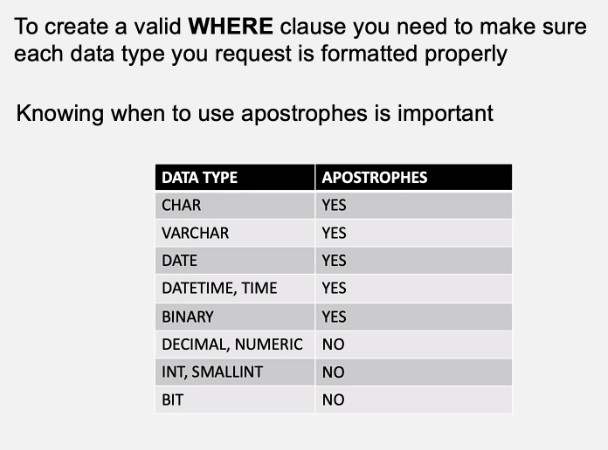 To create a valid WHERE clause you need to make sure
each data type you request is formatted properly
Knowing when to use apostrophes is important
DATA TYPE APOSTROPHES
CHAR YES
VARCHAR YES
DATE YES
DATETIME, TIME YES
BINARY YES
DECIMAL, NUMERIC NO
INT, SMALLINT NO
BIT NO